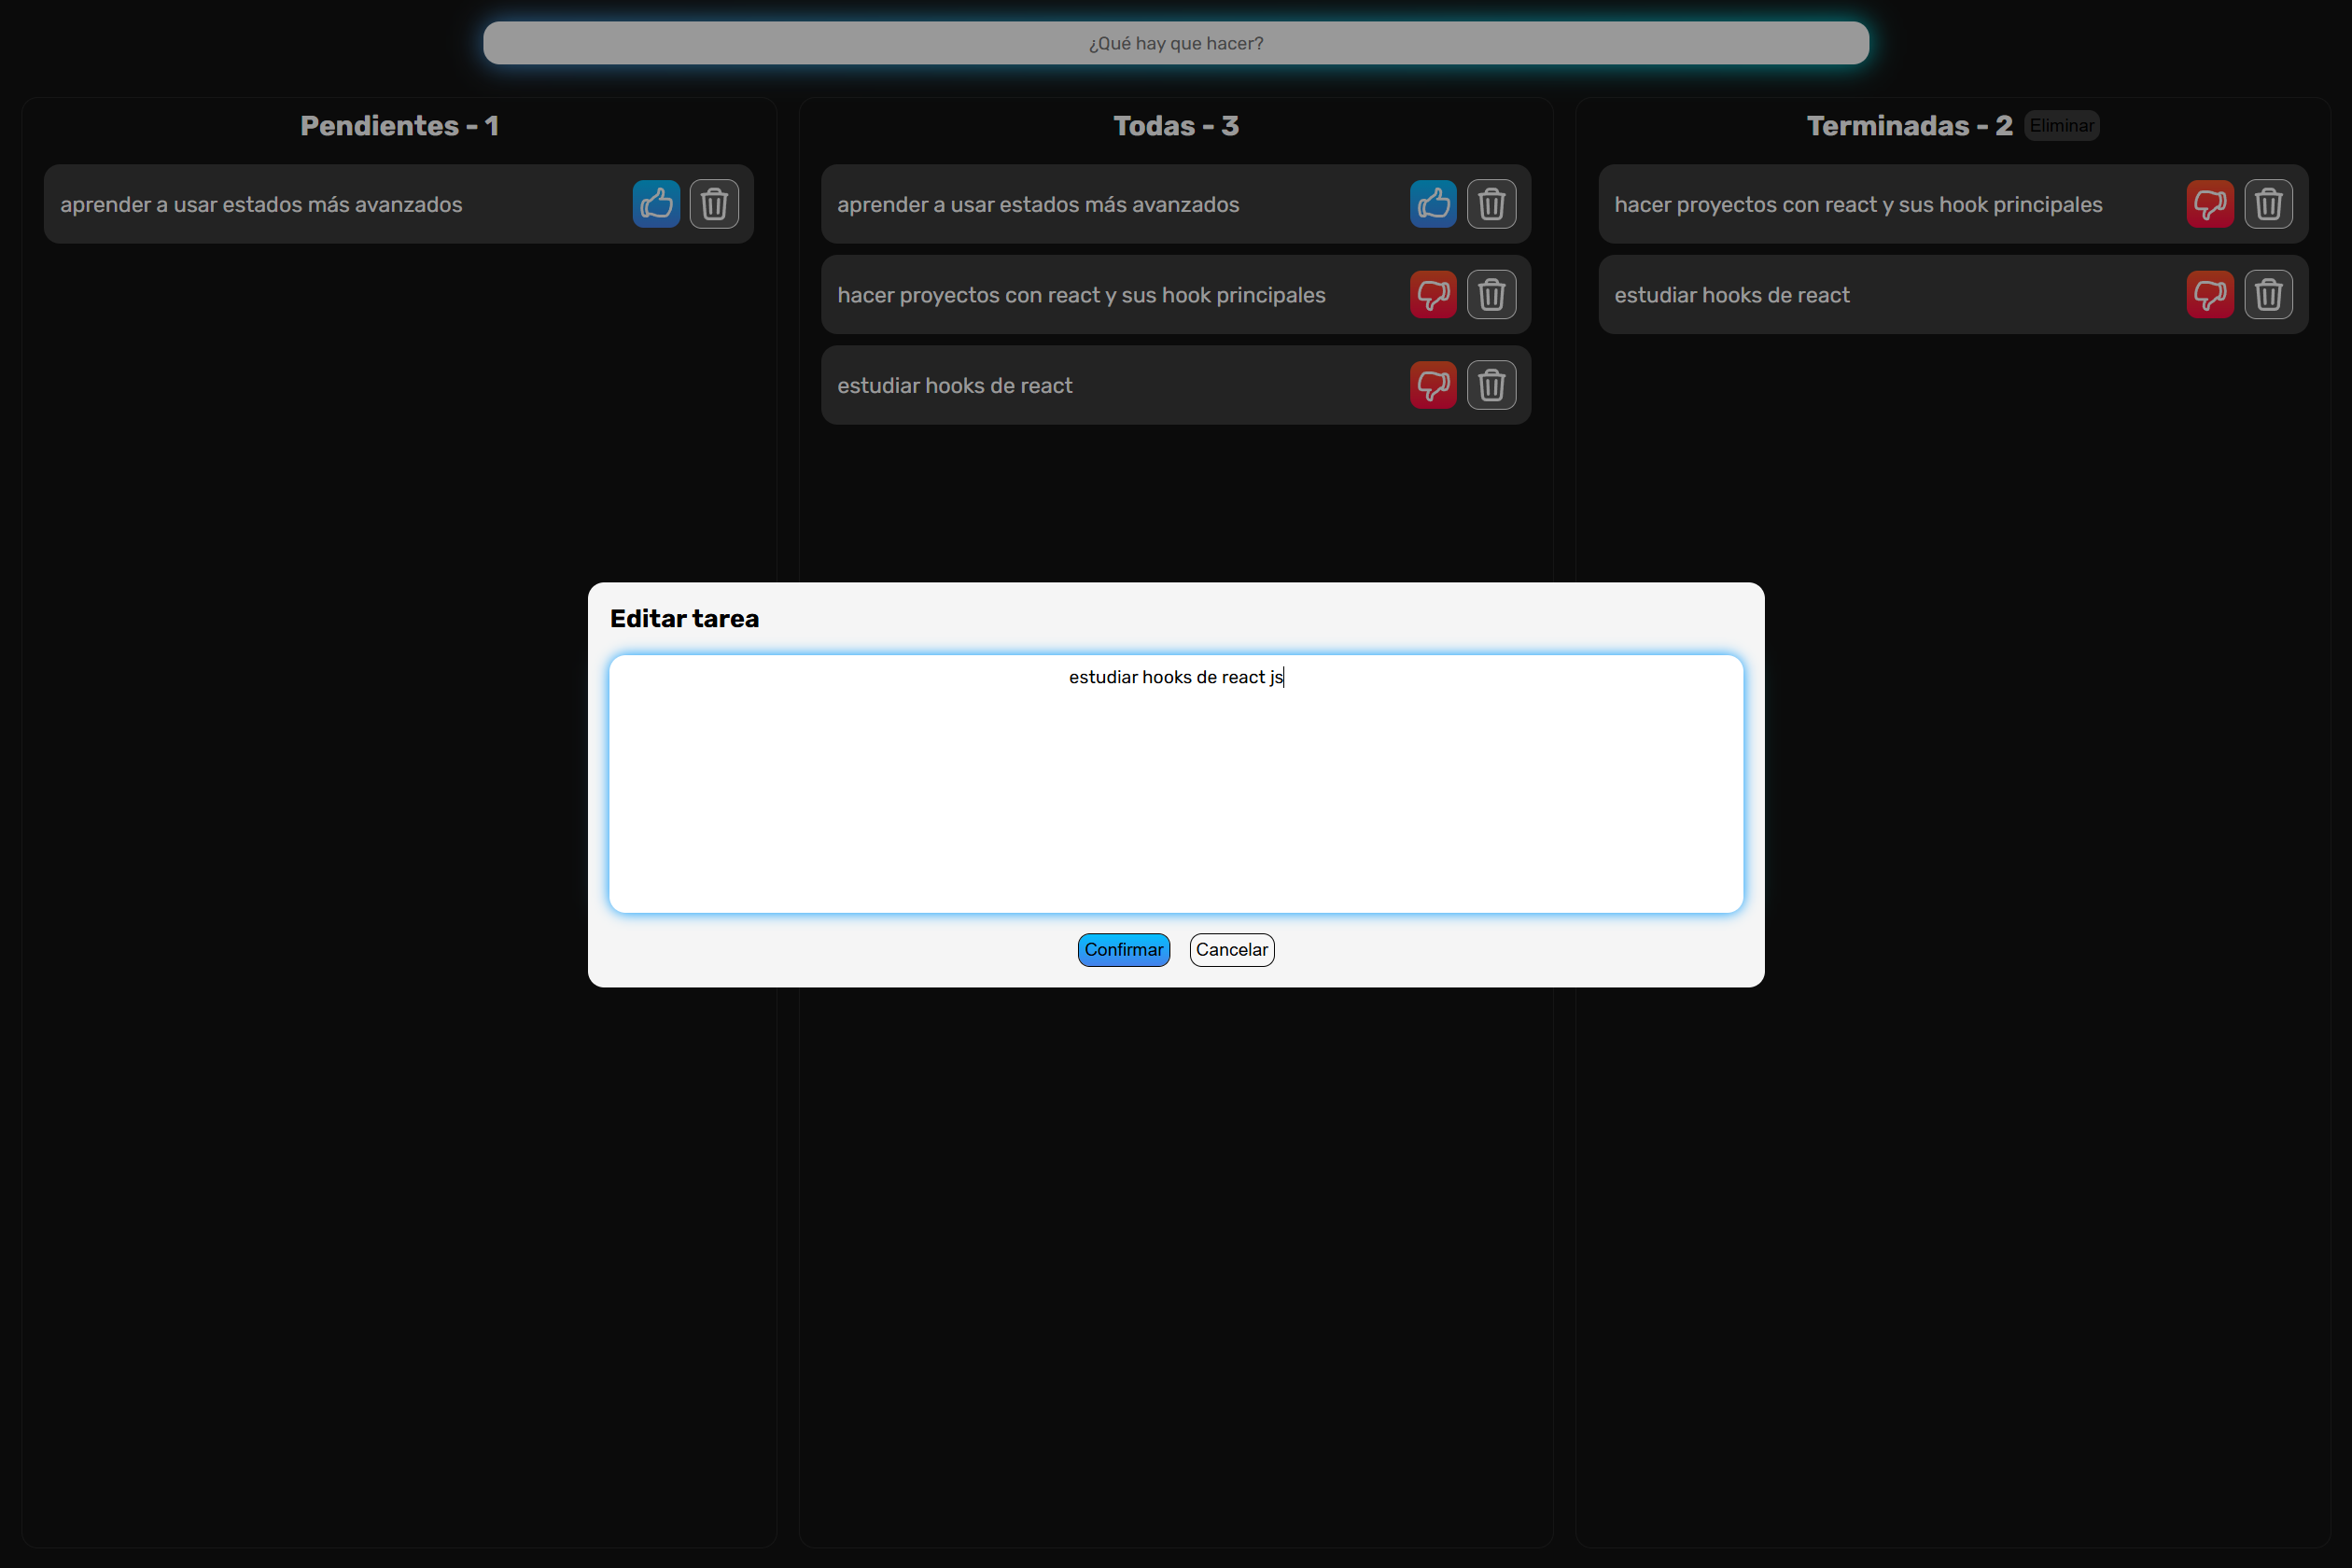 ¿Qué hay que hacer?
Pendientes - 1
aprender a usar estados más avanzados
Todas - 3
aprender a usar estados más avanzados
hacer proyectos con react y sus hook principales
estudiar hooks de react
Terminadas - 2 Eliminar
hacer proyectos con react y sus hook principales
estudiar hooks de react
Editar tarea
estudiar hooks de react js
Confirmar Cancelar